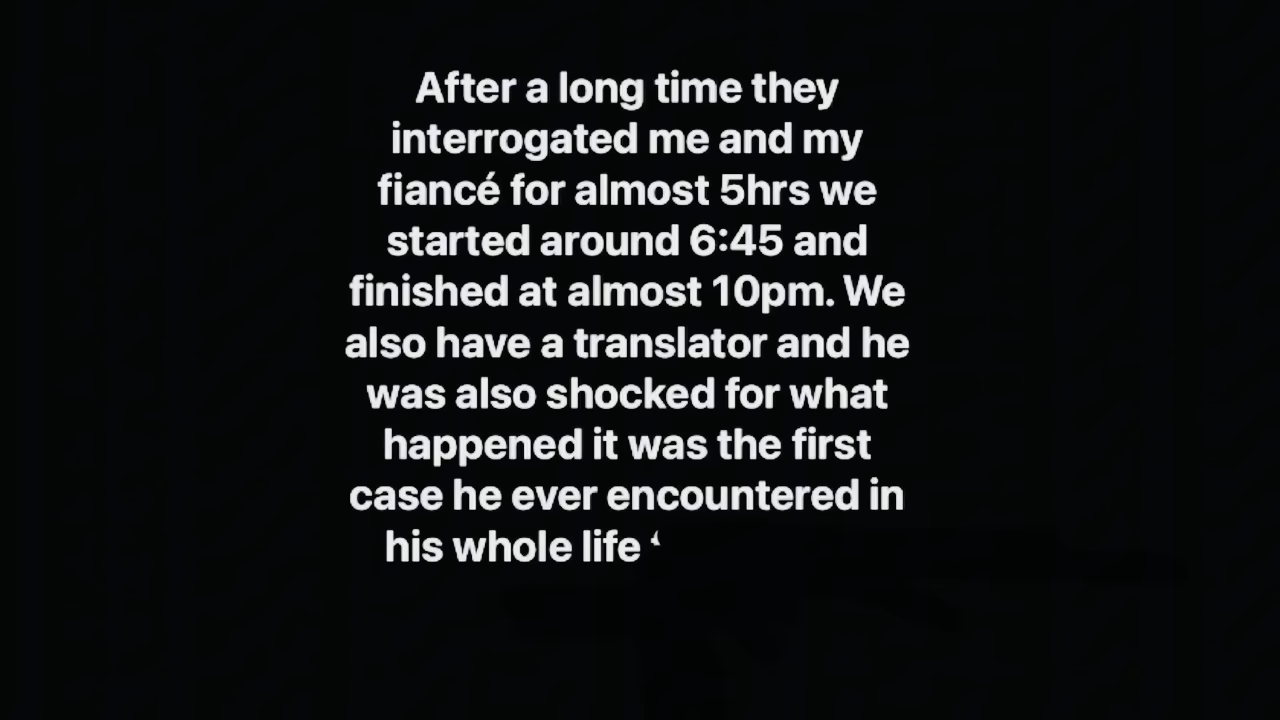 After a long time they
interrogated me and my
fiancé for almost 5hrs we
started around 6:45 and
finished at almost 10pm. We
also have a translator and he
was also shocked for what
happened it was the first
case he ever encountered in
his whole life